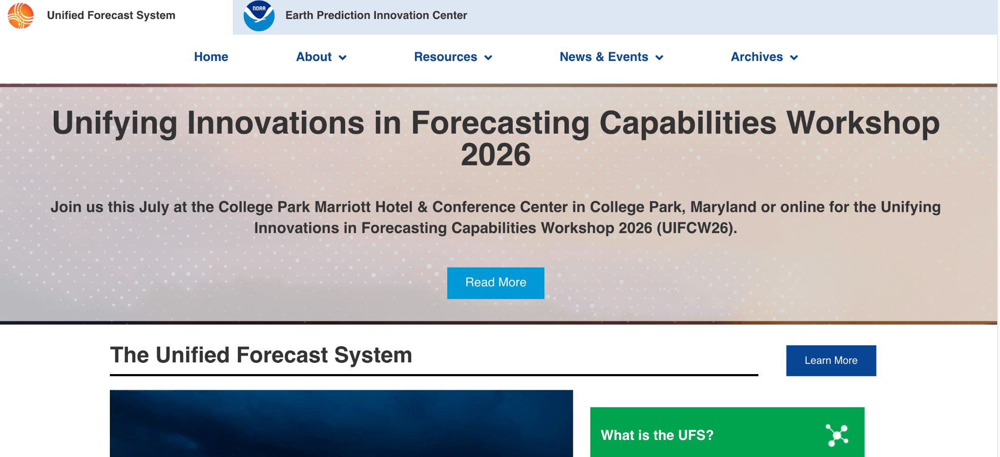 Unified Forecast System
NOAA
Earth Prediction Innovation Center
Home
About
Resources
News & Events
Archives
Unifying Innovations in Forecasting Capabilities Workshop
2026
Join us this July at the College Park Marriott Hotel & Conference Center in College Park, Maryland or online for the Unifying
Innovations in Forecasting Capabilities Workshop 2026 (UIFCW26).
Read More
The Unified Forecast System
Learn More
What is the UFS?